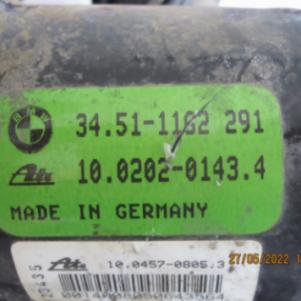 BMW
34.51-1162 291
Ate 10.0202-0143.4
MADE IN GERMANY
27/05/2022
Ate 10.0457-0805.3